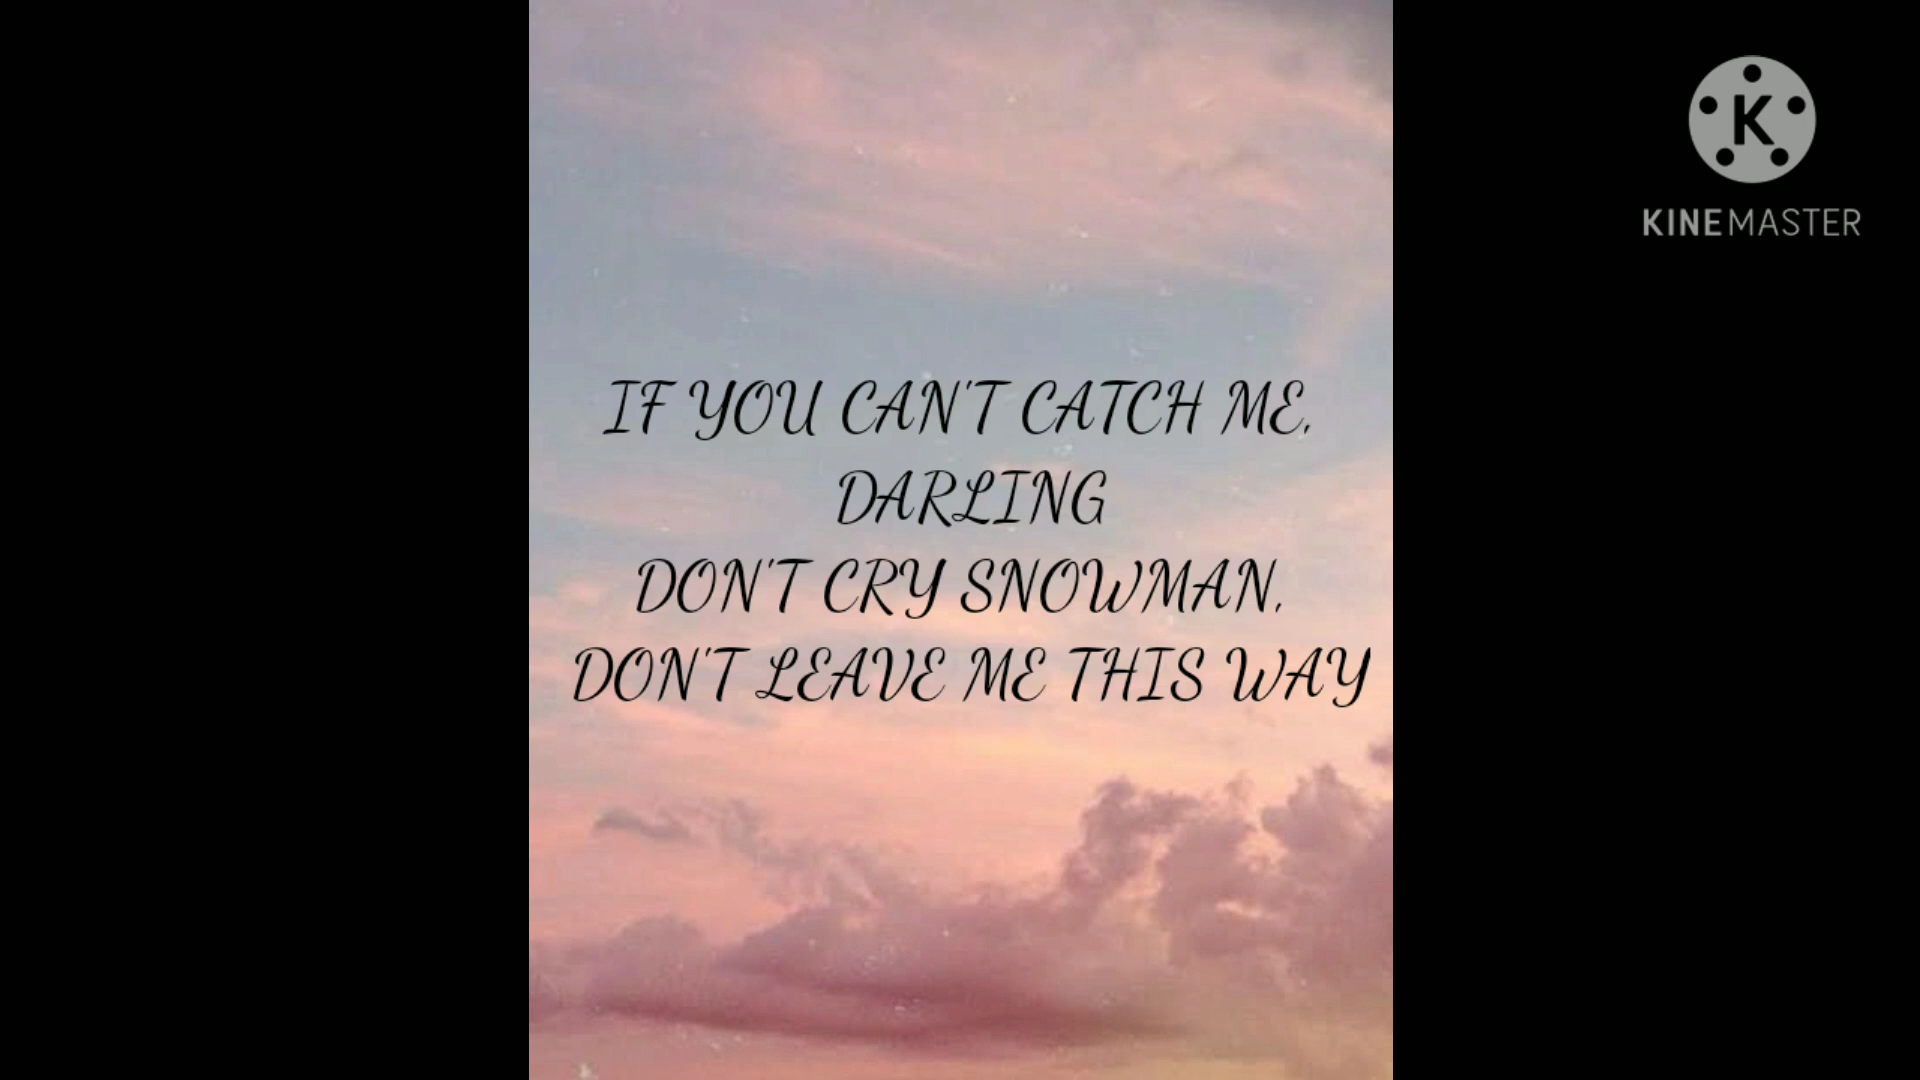 IF YOU CAN'T CATCH ME,
DARLING
DON'T CRY SNOWMAN,
DON'T LEAVE ME THIS WAY
K
KINEMASTER